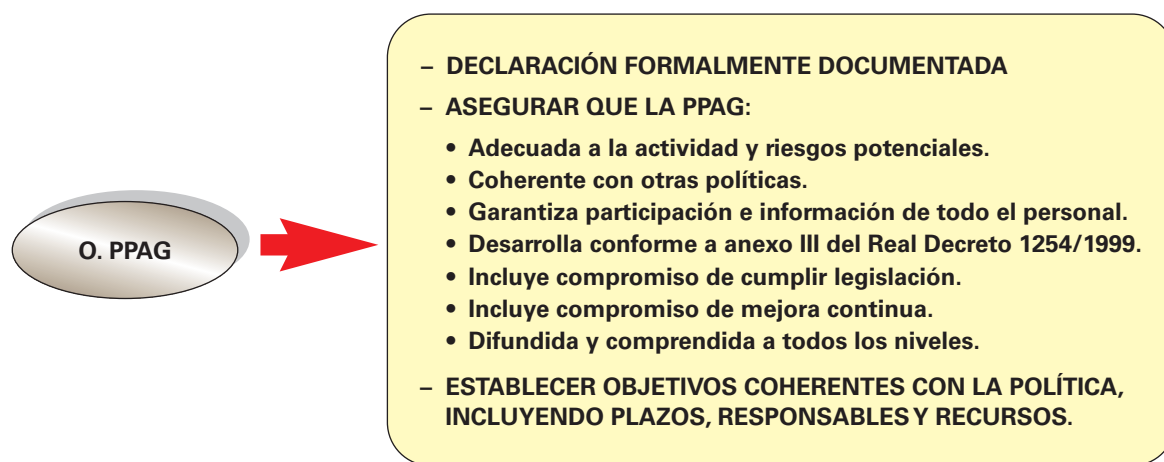 O. PPAG
– DECLARACIÓN FORMALMENTE DOCUMENTADA
– ASEGURAR QUE LA PPAG:
• Adecuada a la actividad y riesgos potenciales.
• Coherente con otras políticas.
• Garantiza participación e información de todo el personal.
• Desarrolla conforme a anexo III del Real Decreto 1254/1999.
• Incluye compromiso de cumplir legislación.
• Incluye compromiso de mejora continua.
• Difundida y comprendida a todos los niveles.
– ESTABLECER OBJETIVOS COHERENTES CON LA POLÍTICA,
INCLUYENDO PLAZOS, RESPONSABLES Y RECURSOS.